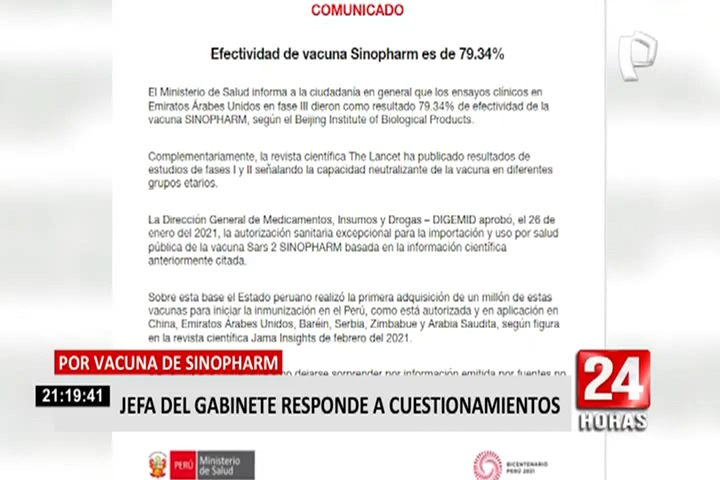 COMUNICADO
Efectividad de vacuna Sinopharm es de 79.34%
El Ministerio de Salud informa a la ciudadanía en general que los ensayos clínicos en
Emiratos Árabes Unidos en fase III dieron como resultado 79.34% de efectividad de la
vacuna SINOPHARM, según el Beijing Institute of Biological Products.
Complementariamente, la revista científica The Lancet ha publicado resultados de
estudios de fases I y II señalando la capacidad neutralizante de la vacuna en diferentes
grupos etarios.
La Dirección General de Medicamentos, Insumos y Drogas – DIGEMID aprobó, el 26 de
enero del 2021, la autorización sanitaria excepcional para la importación y uso por salud
pública de la vacuna Sars 2 SINOPHARM basada en la información científica
anteriormente citada.
Sobre esta base el Estado peruano realizó la primera adquisición de un millón de estas
vacunas para iniciar la inmunización en el Perú, como está autorizada y en aplicación en
China, Emiratos Árabes Unidos, Baréin, Serbia, Zimbabue y Arabia Saudita, según figura
en la revista científica Jama Insights de febrero del 2021.
dejarse sorprender por información emitida por fuentes no
POR VACUNA DE SINOPHARM
21:19:41
JEFA DEL GABINETE RESPONDE A CUESTIONAMIENTOS
24
HORAS
PERÚ
Ministerio
de Salud
BICENTENARIO
PERÚ 2021